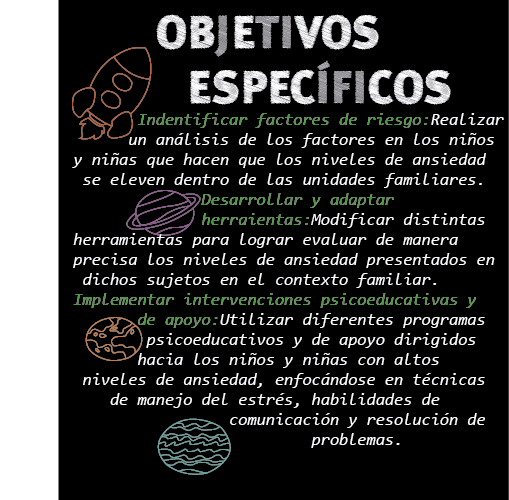 OBJETIVOS
ESPECÍFICOS
Indentificar factores de riesgo:Realizar
un análisis de los factores en los niños
y niñas que hacen que los niveles de ansiedad
se eleven dentro de las unidades familiares.
Desarrollar y adaptar
herraientas:Modificar distintas
herramientas para lograr evaluar de manera
precisa los niveles de ansiedad presentados en
dichos sujetos en el contexto familiar.
Implementar intervenciones psicoeducativas y
de apoyo:Utilizar diferentes programas
psicoeducativos y de apoyo dirigidos
hacia los niños y niñas con altos
niveles de ansiedad, enfocándose en técnicas
de manejo del estrés, habilidades de
comunicación y resolución de
problemas.